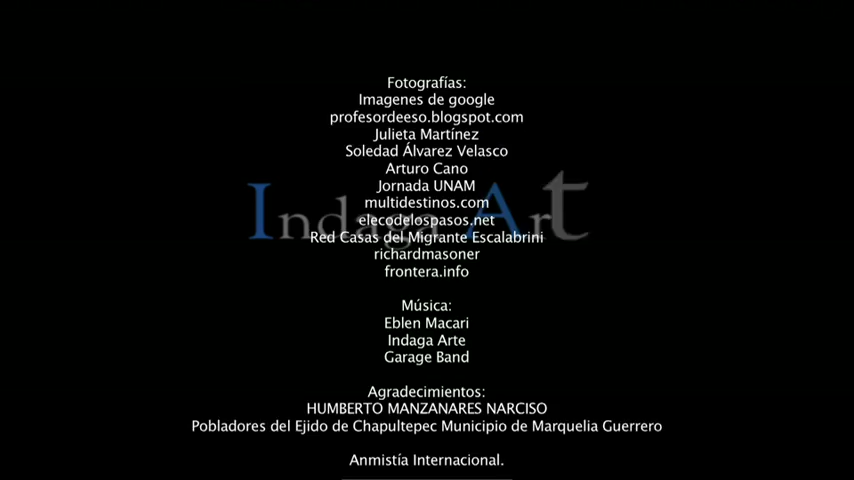 Fotografías:
Imagenes de google
profesordeeso.blogspot.com
Julieta Martínez
Soledad Álvarez Velasco
Arturo Cano
Jornada UNAM
multidestinos.com
elecodelospasos.net
Red Casas del Migrante Escalabrini
richardmasoner
frontera.info
Indaga Art
Música:
Eblen Macari
Indaga Arte
Garage Band
Agradecimientos:
HUMBERTO MANZANARES NARCISO
Pobladores del Ejido de Chapultepec Municipio de Marquelia Guerrero
Anmistía Internacional.